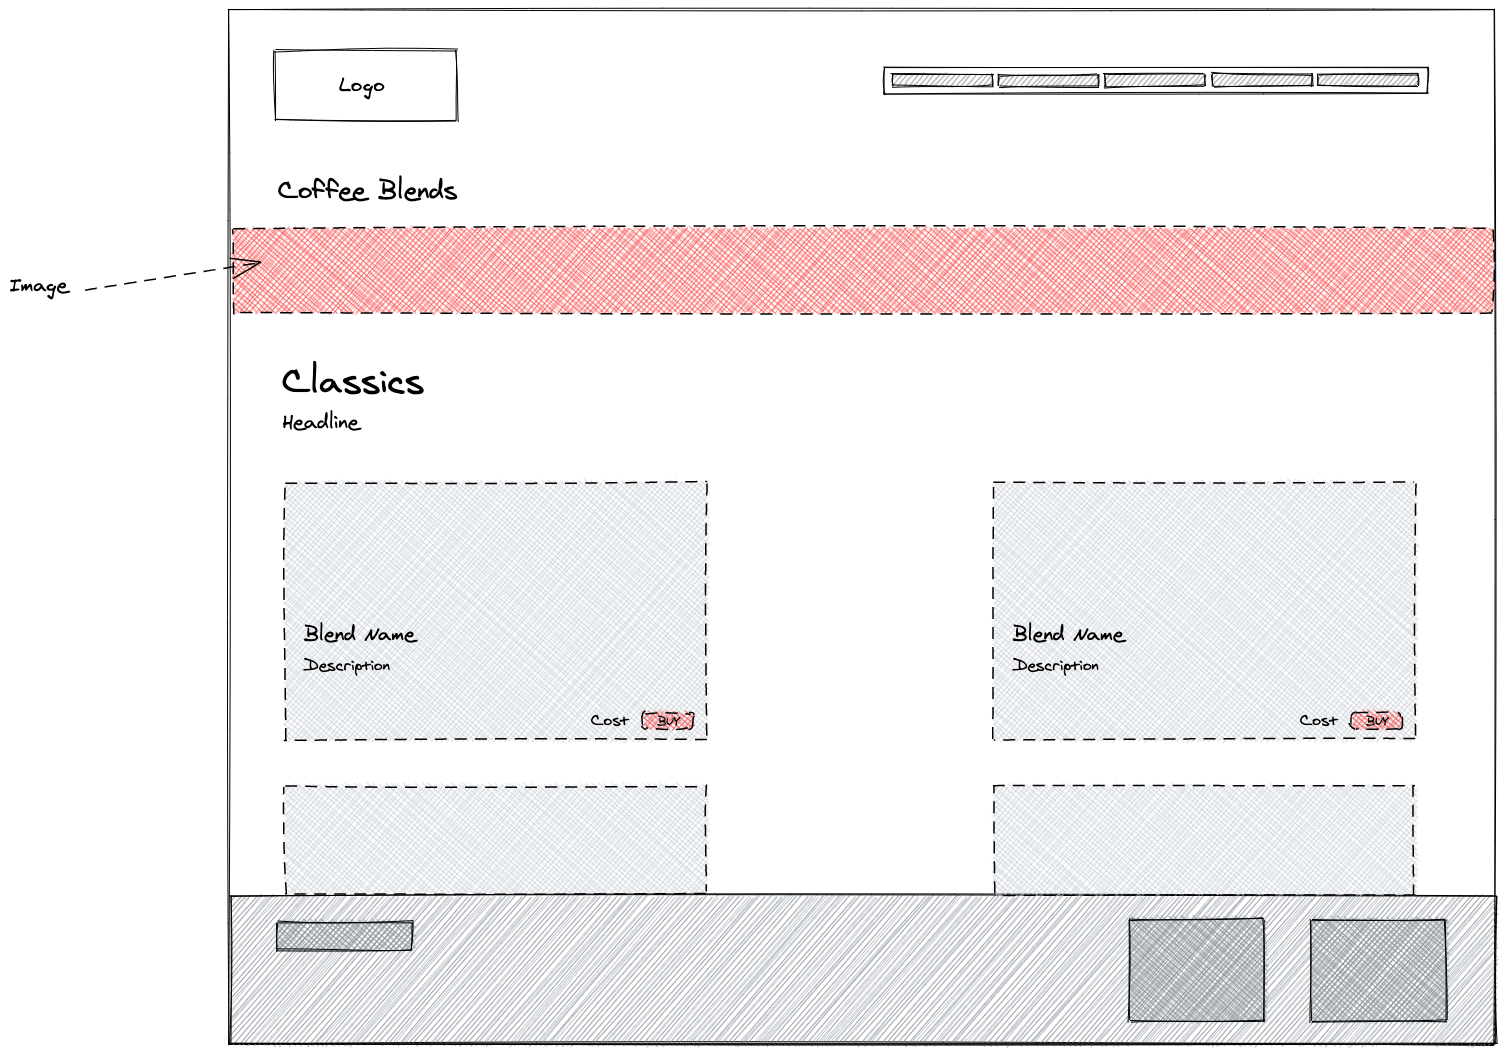 Logo
Coffee Blends
Image
Classics
Headline
Blend Name
Description
Cost BUY
Blend Name
Description
Cost BUY